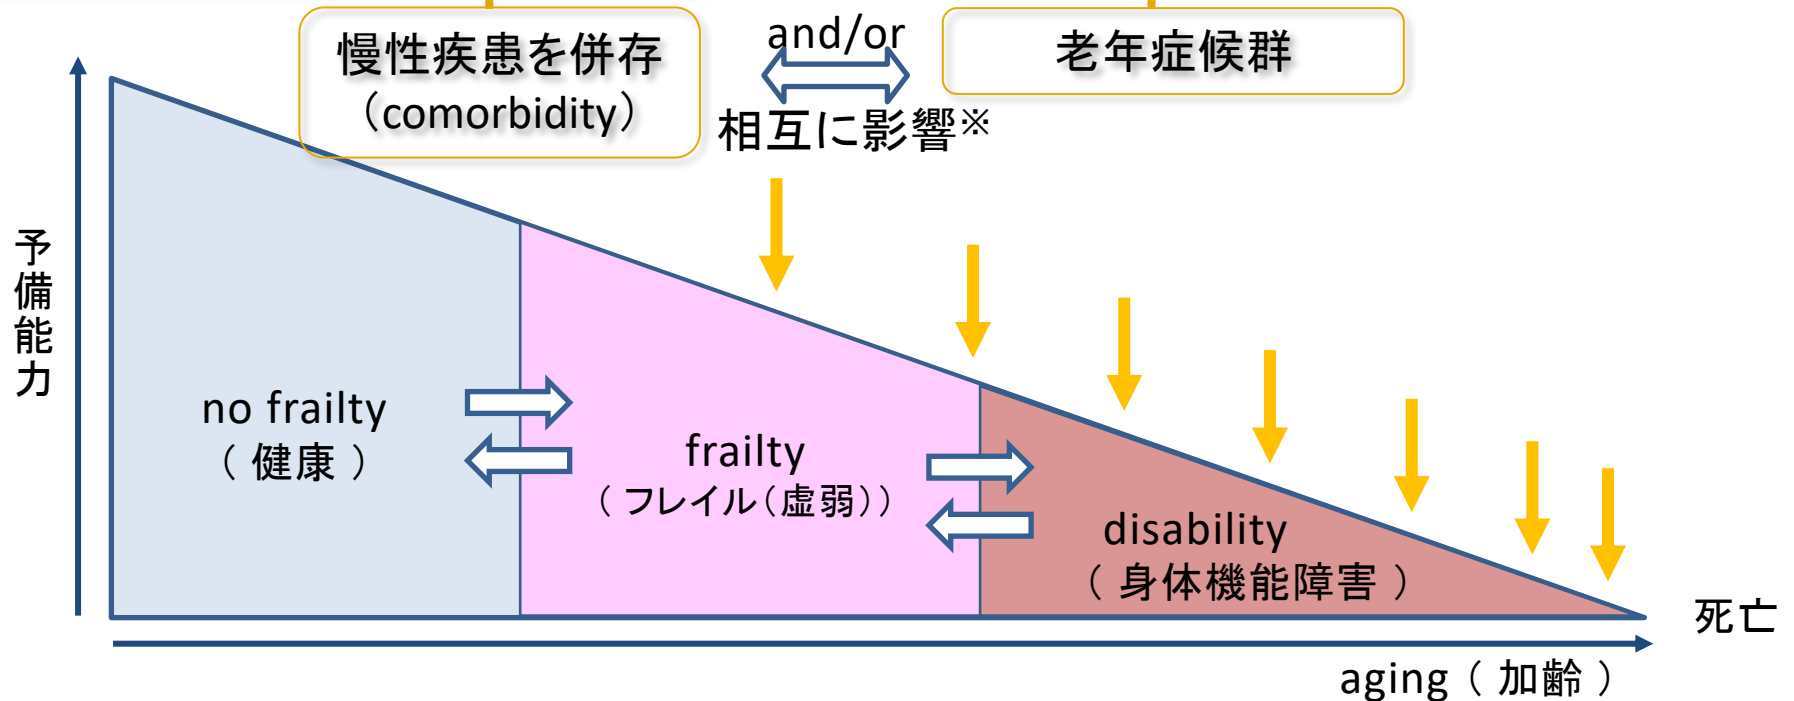 慢性疾患を併存
（comorbidity）
and/or
相互に影響※
老年症候群
予備能力
no frailty
（ 健康 ）
frailty
（ フレイル（虚弱））
disability
（ 身体機能障害 ）
死亡
aging （ 加齢 ）